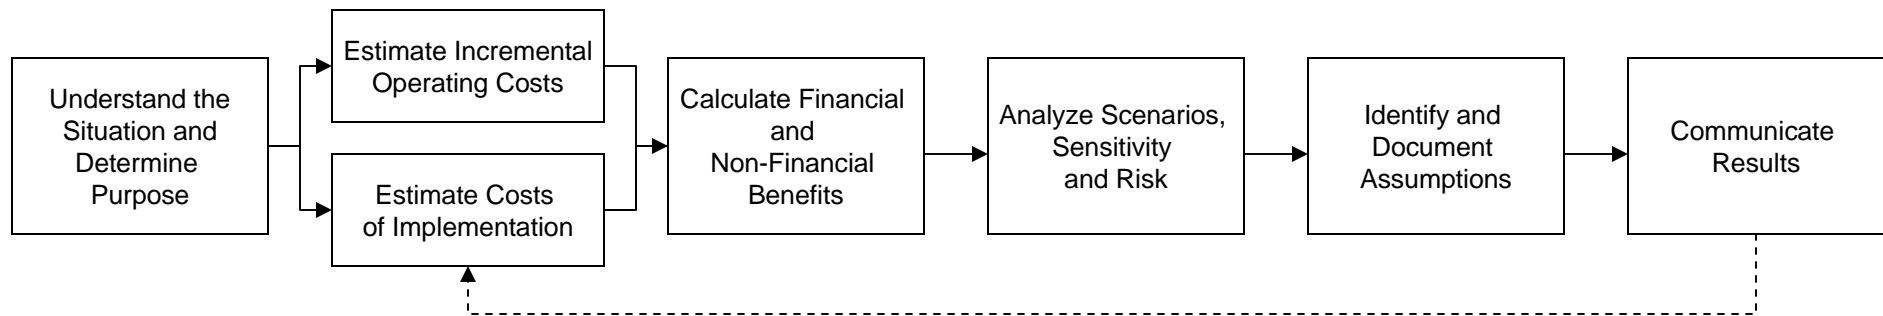 Understand the
Situation and
Determine
Purpose
Estimate Incremental
Operating Costs
Estimate Costs
of Implementation
Calculate Financial
and
Non-Financial
Benefits
Analyze Scenarios,
Sensitivity
and Risk
Identify and
Document
Assumptions
Communicate
Results